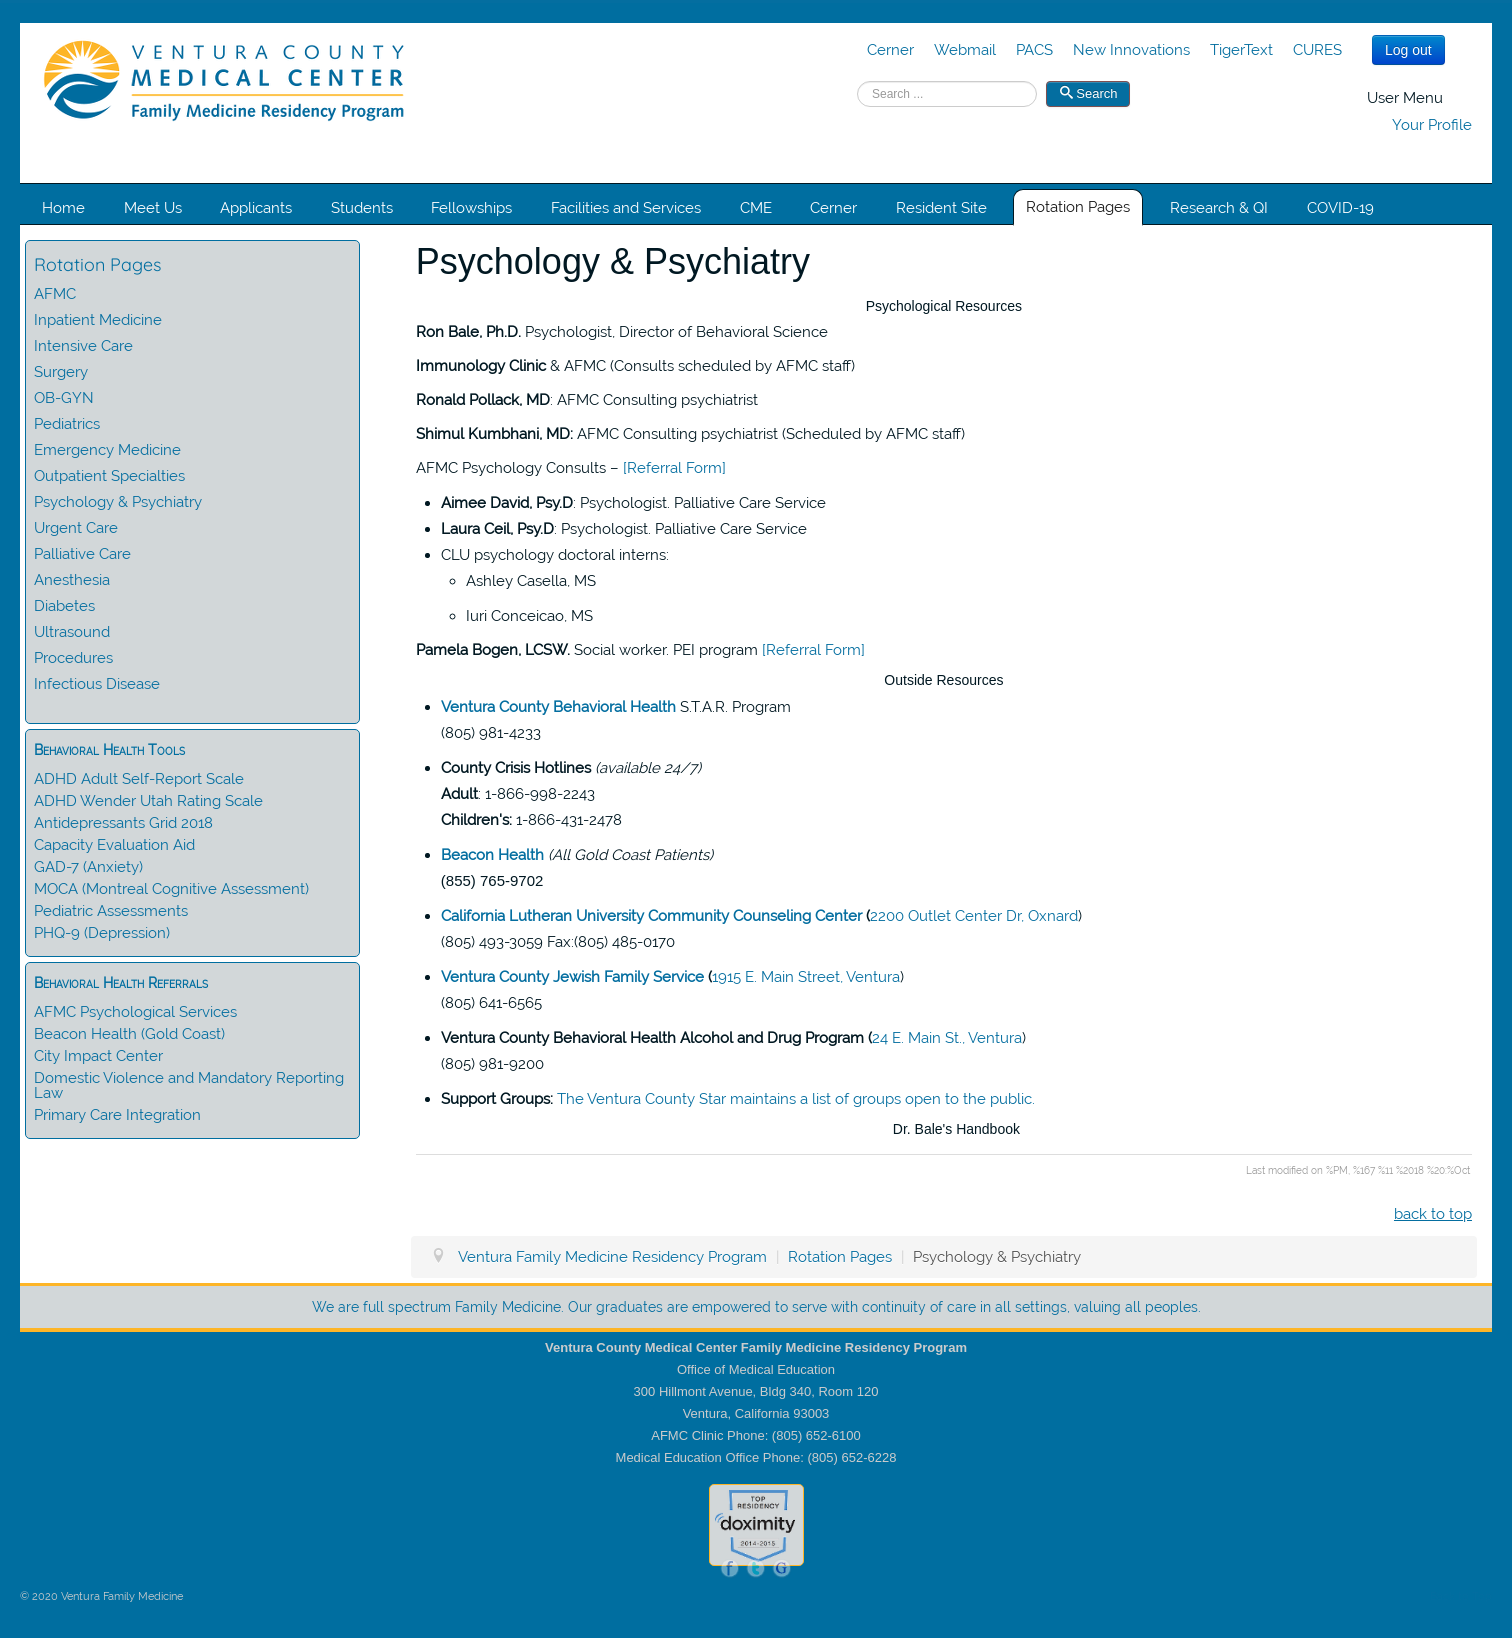 VENTURA COUNTY
MEDICAL CENTER
Family Medicine Residency Program
Cerner Webmail PACS New Innovations TigerText CURES Log out
Search ... Search
User Menu
Your Profile
Home Meet Us Applicants Students Fellowships Facilities and Services CME Cerner Resident Site Rotation Pages Research & QI COVID-19
Rotation Pages
AFMC
Inpatient Medicine
Intensive Care
Surgery
OB-GYN
Pediatrics
Emergency Medicine
Outpatient Specialties
Psychology & Psychiatry
Urgent Care
Palliative Care
Anesthesia
Diabetes
Ultrasound
Procedures
Infectious Disease
Behavioral Health Tools
ADHD Adult Self-Report Scale
ADHD Wender Utah Rating Scale
Antidepressants Grid 2018
Capacity Evaluation Aid
GAD-7 (Anxiety)
MOCA (Montreal Cognitive Assessment)
Pediatric Assessments
PHQ-9 (Depression)
Behavioral Health Referrals
AFMC Psychological Services
Beacon Health (Gold Coast)
City Impact Center
Domestic Violence and Mandatory Reporting
Law
Primary Care Integration
Psychology & Psychiatry
Psychological Resources
Ron Bale, Ph.D. Psychologist, Director of Behavioral Science
Immunology Clinic & AFMC (Consults scheduled by AFMC staff)
Ronald Pollack, MD: AFMC Consulting psychiatrist
Shimul Kumbhani, MD: AFMC Consulting psychiatrist (Scheduled by AFMC staff)
AFMC Psychology Consults – [Referral Form]
Aimee David, Psy.D: Psychologist. Palliative Care Service
Laura Ceil, Psy.D: Psychologist. Palliative Care Service
CLU psychology doctoral interns:
Ashley Casella, MS
Iuri Conceicao, MS
Pamela Bogen, LCSW. Social worker. PEI program [Referral Form]
Outside Resources
Ventura County Behavioral Health S.T.A.R. Program
(805) 981-4233
County Crisis Hotlines (available 24/7)
Adult: 1-866-998-2243
Children's: 1-866-431-2478
Beacon Health (All Gold Coast Patients)
(855) 765-9702
California Lutheran University Community Counseling Center (2200 Outlet Center Dr, Oxnard)
(805) 493-3059 Fax:(805) 485-0170
Ventura County Jewish Family Service (1915 E. Main Street, Ventura)
(805) 641-6565
Ventura County Behavioral Health Alcohol and Drug Program (24 E. Main St., Ventura)
(805) 981-9200
Support Groups: The Ventura County Star maintains a list of groups open to the public.
Dr. Bale's Handbook
Last modified on %PM, %167 %11 %2018 %20:%Oct
back to top
Ventura Family Medicine Residency Program | Rotation Pages | Psychology & Psychiatry
We are full spectrum Family Medicine. Our graduates are empowered to serve with continuity of care in all settings, valuing all peoples.
Ventura County Medical Center Family Medicine Residency Program
Office of Medical Education
300 Hillmont Avenue, Bldg 340, Room 120
Ventura, California 93003
AFMC Clinic Phone: (805) 652-6100
Medical Education Office Phone: (805) 652-6228
TOP
RESIDENCY
doximity
2014-2015
f t G
© 2020 Ventura Family Medicine